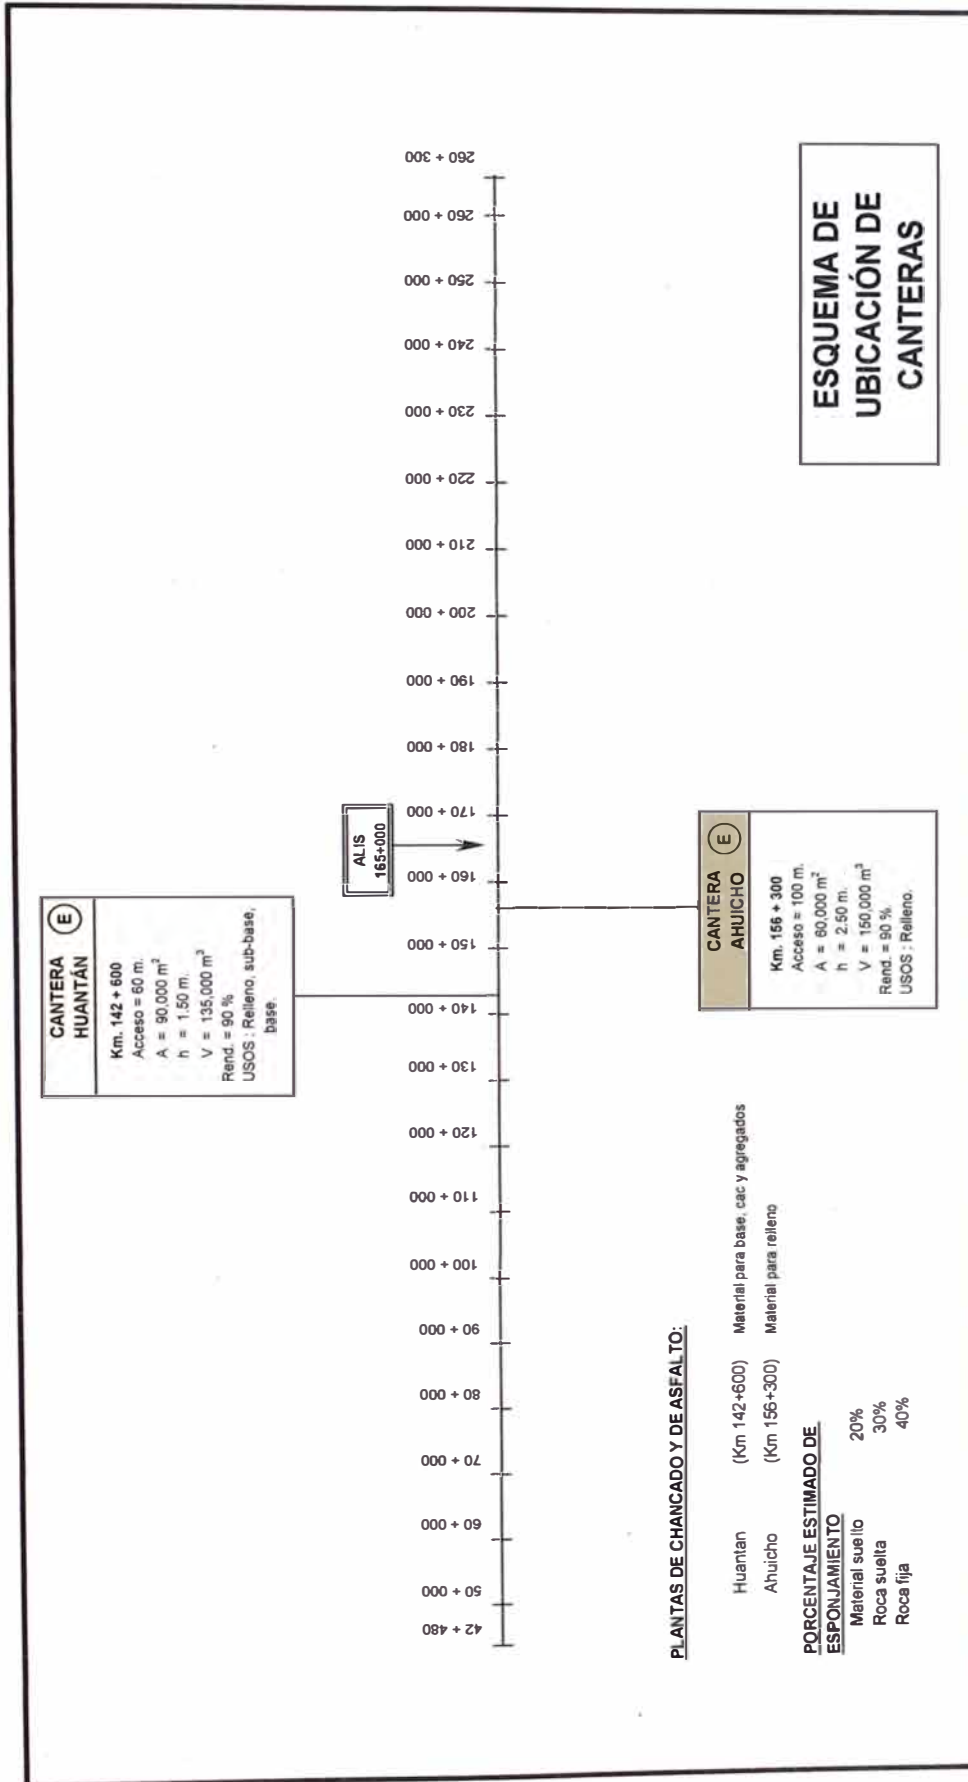 CANTERA
HUANTÁN
E
Km. 142 + 600
Acceso = 60 m.
A = 90,000 m²
h = 1.50 m.
V = 135,000 m³
Rend. = 90 %
USOS : Relleno, sub-base,
base.
ALIS
165+000
42 + 480
50 + 000
60 + 000
70 + 000
80 + 000
90 + 000
100 + 000
110 + 000
120 + 000
130 + 000
140 + 000
150 + 000
160 + 000
170 + 000
180 + 000
190 + 000
200 + 000
210 + 000
220 + 000
230 + 000
240 + 000
250 + 000
260 + 000
260 + 300
PLANTAS DE CHANCADO Y DE ASFALTO:
Huantan (Km 142+600) Material para base, cac y agregados
Ahuicho (Km 156+300) Material para relleno
PORCENTAJE ESTIMADO DE
ESPONJAMIENTO
Material suelto 20%
Roca suelta 30%
Roca fija 40%
CANTERA
AHUICHO
E
Km. 156 + 300
Acceso = 100 m.
A = 60,000 m²
h = 2.50 m.
V = 150,000 m³
Rend. = 90 %
USOS : Relleno.
ESQUEMA DE
UBICACIÓN DE
CANTERAS